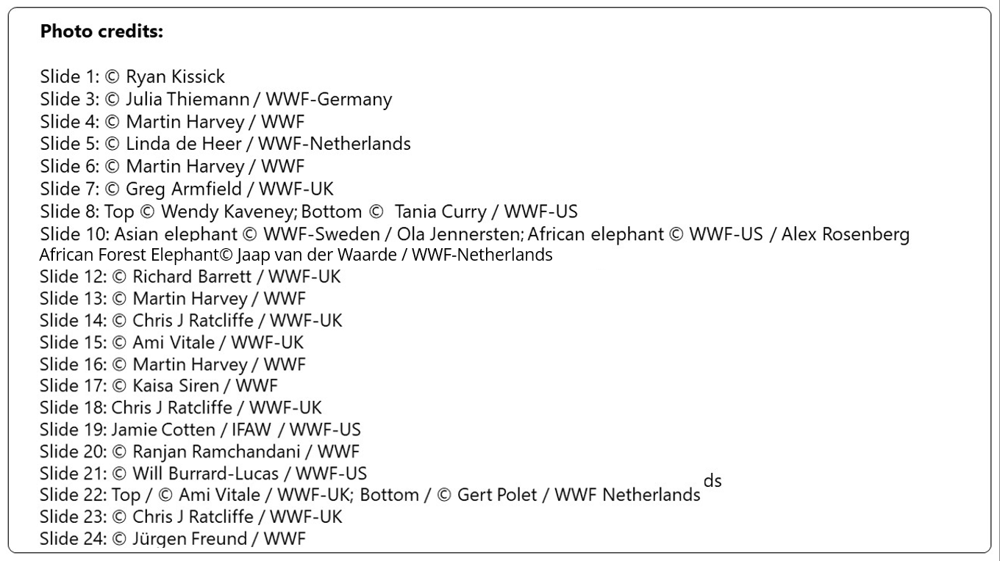 Photo credits:
Slide 1: © Ryan Kissick
Slide 3: © Julia Thiemann / WWF-Germany
Slide 4: © Martin Harvey / WWF
Slide 5: © Linda de Heer / WWF-Netherlands
Slide 6: © Martin Harvey / WWF
Slide 7: © Greg Armfield / WWF-UK
Slide 8: Top © Wendy Kaveney; Bottom © Tania Curry / WWF-US
Slide 10: Asian elephant © WWF-Sweden / Ola Jennersten; African elephant © WWF-US / Alex Rosenberg
African Forest Elephant© Jaap van der Waarde / WWF-Netherlands
Slide 12: © Richard Barrett / WWF-UK
Slide 13: © Martin Harvey / WWF
Slide 14: © Chris J Ratcliffe / WWF-UK
Slide 15: © Ami Vitale / WWF-UK
Slide 16: © Martin Harvey / WWF
Slide 17: © Kaisa Siren / WWF
Slide 18: Chris J Ratcliffe / WWF-UK
Slide 19: Jamie Cotten / IFAW / WWF-US
Slide 20: © Ranjan Ramchandani / WWF
Slide 21: © Will Burrard-Lucas / WWF-US
ds
Slide 22: Top / © Ami Vitale / WWF-UK; Bottom / © Gert Polet / WWF Netherlands
Slide 23: © Chris J Ratcliffe / WWF-UK
Slide 24: © Jürgen Freund / WWF